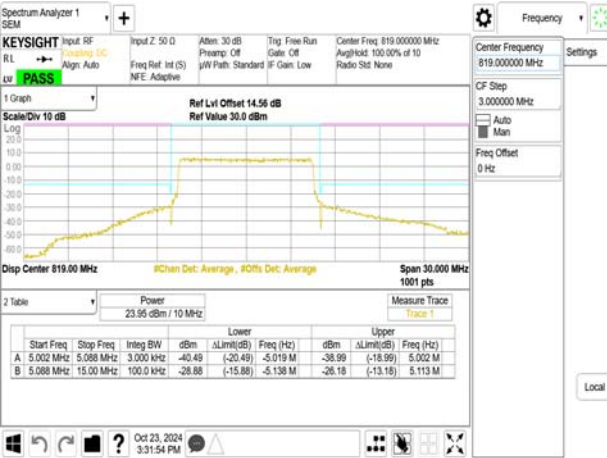 Spectrum Analyzer 1
SEM
+
Frequency
KEYSIGHT
RL
LV PASS
Input: RF
Coupling: DC
Align: Auto
Input Z: 50 Ω
Freq Ref: Int (S)
NFE: Adaptive
Atten: 30 dB
Preamp: Off
µW Path: Standard
Trig: Free Run
Gate: Off
IF Gain: Low
Center Freq: 819.000000 MHz
Avg|Hold: 100.00% of 10
Radio Std: None
Center Frequency
819.000000 MHz
Settings
CF Step
3.000000 MHz
Auto
Man
Freq Offset
0 Hz
1 Graph
Scale/Div 10 dB
Ref Lvl Offset 14.56 dB
Ref Value 30.0 dBm
Log
20.0
10.0
0.00
-10.0
-20.0
-30.0
-40.0
-50.0
-60.0
Disp Center 819.00 MHz
#Chan Det: Average , #Offs Det: Average
Span 30.000 MHz
1001 pts
2 Table
Power
23.95 dBm / 10 MHz
Measure Trace
Trace 1
Lower Upper
Start Freq Stop Freq Integ BW dBm ΔLimit(dB) Freq (Hz) dBm ΔLimit(dB) Freq (Hz)
A 5.002 MHz 5.088 MHz 3.000 kHz -40.49 (-20.49) -5.019 M -38.99 (-18.99) 5.002 M
B 5.088 MHz 15.00 MHz 100.0 kHz -28.88 (-15.88) -5.138 M -26.18 (-13.18) 5.113 M
Local
?
Oct 23, 2024
3:31:54 PM